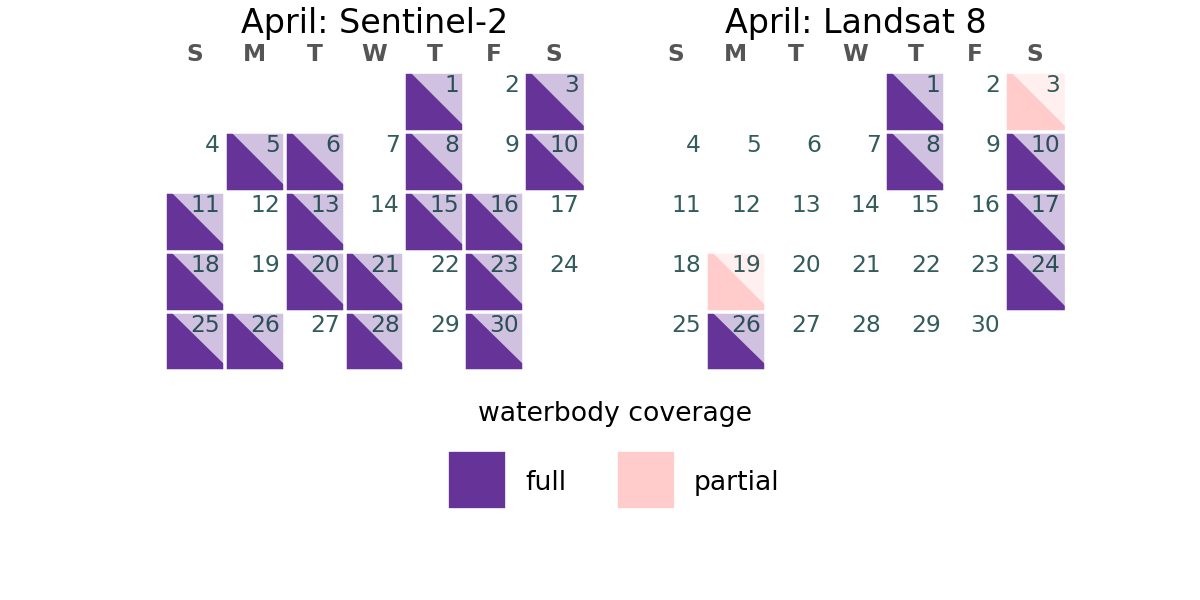 April: Sentinel-2
S M T W T F S
1 2 3
4 5 6 7 8 9 10
11 12 13 14 15 16 17
18 19 20 21 22 23 24
25 26 27 28 29 30
April: Landsat 8
S M T W T F S
1 2 3
4 5 6 7 8 9 10
11 12 13 14 15 16 17
18 19 20 21 22 23 24
25 26 27 28 29 30
waterbody coverage
full partial